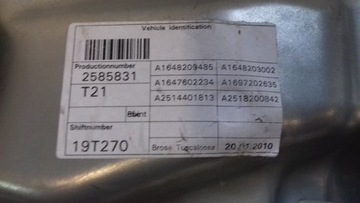 Vehicle Identification
Productionnumber
2585831
T21
A1648209485 A1648203002
A1647602234 A1697202635
A2514401813 A2518200842
Shiftnumber
19T270
Brose Tuscaloosa 20.01.2010